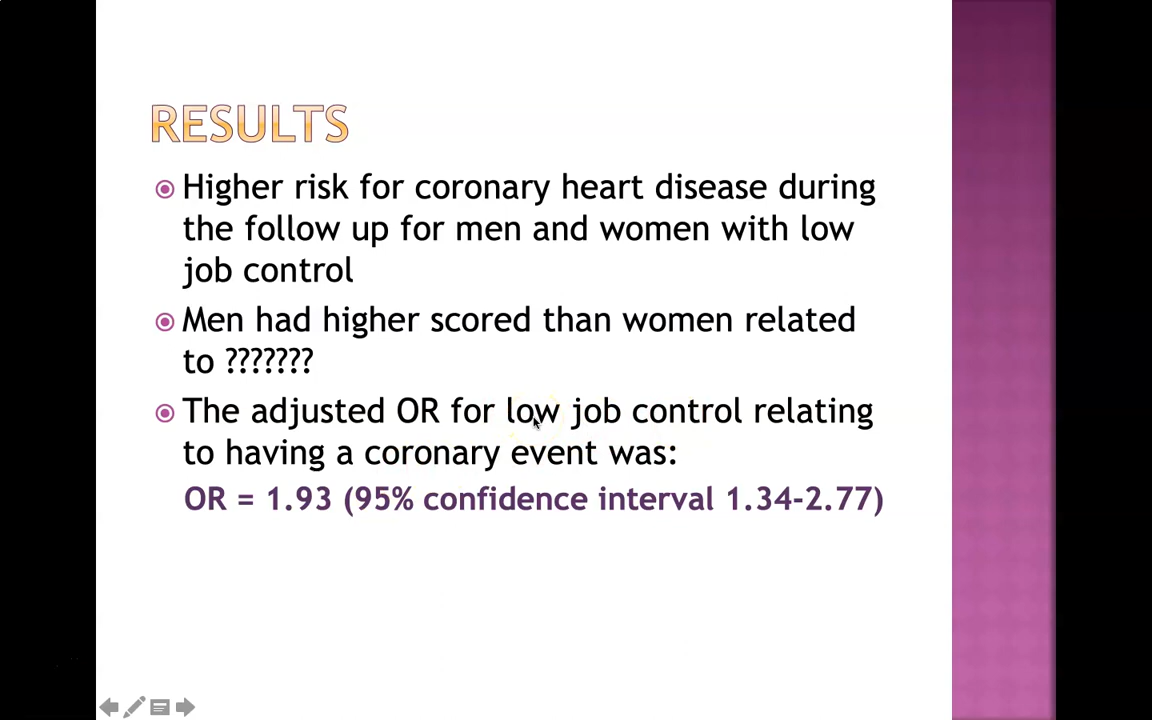 RESULTS
Higher risk for coronary heart disease during
the follow up for men and women with low
job control
Men had higher scored than women related
to ???????
The adjusted OR for low job control relating
to having a coronary event was:
OR = 1.93 (95% confidence interval 1.34-2.77)